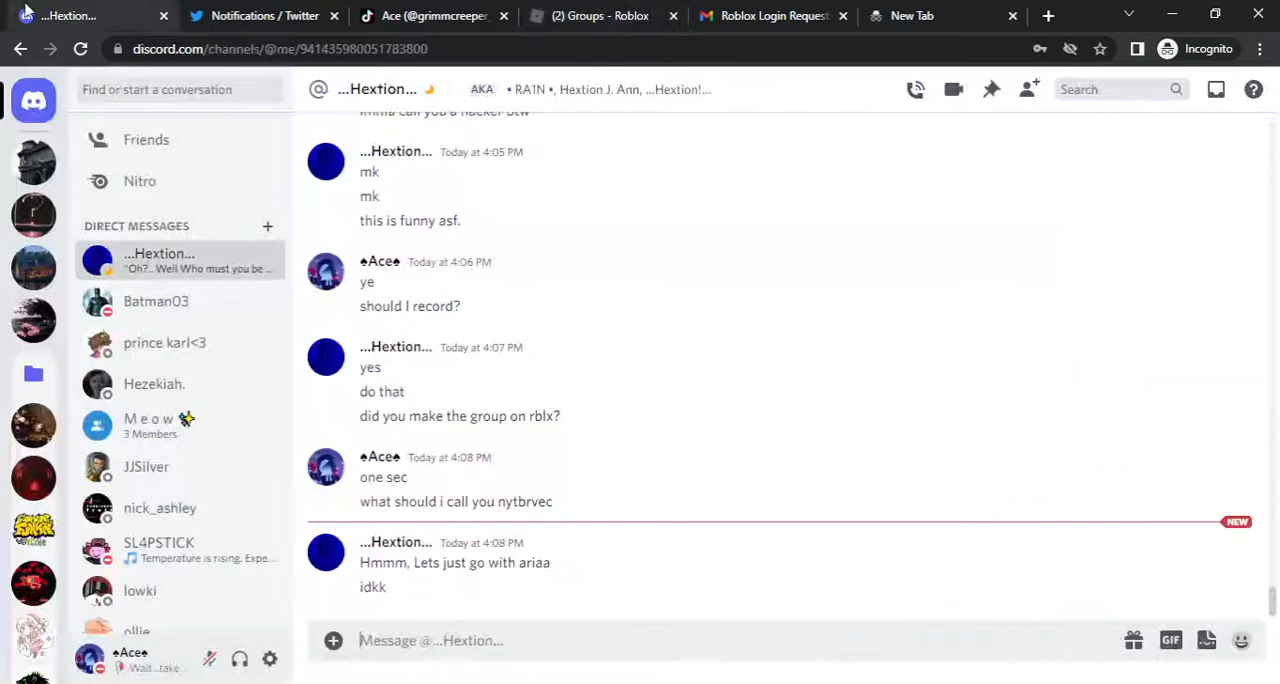 ...Hextion...
Notifications / Twitter
Ace (@grimmcreeper_
(2) Groups - Roblox
Roblox Login Request
New Tab
discord.com/channels/@me/941435980051783800
Incognito
Find or start a conversation
...Hextion...
AKA
• RA1N •, Hextion J. Ann, ...Hextion!...
Search
Friends
Nitro
DIRECT MESSAGES
...Hextion...
"Oh?.. Well Who must you be ...
Batman03
prince karl<3
Hezekiah.
M e o w ✨
3 Members
JJSilver
nick_ashley
SL4PSTICK
Temperature is rising. Expe...
lowki
ollie
♠Ace♠
Wait...take
imma call you a hacker btw
...Hextion... Today at 4:05 PM
mk
mk
this is funny asf.
♠Ace♠ Today at 4:06 PM
ye
should I record?
...Hextion... Today at 4:07 PM
yes
do that
did you make the group on rblx?
♠Ace♠ Today at 4:08 PM
one sec
what should i call you nytbrvec
NEW
...Hextion... Today at 4:08 PM
Hmmm, Lets just go with ariaa
idkk
Message @...Hextion...
GIF